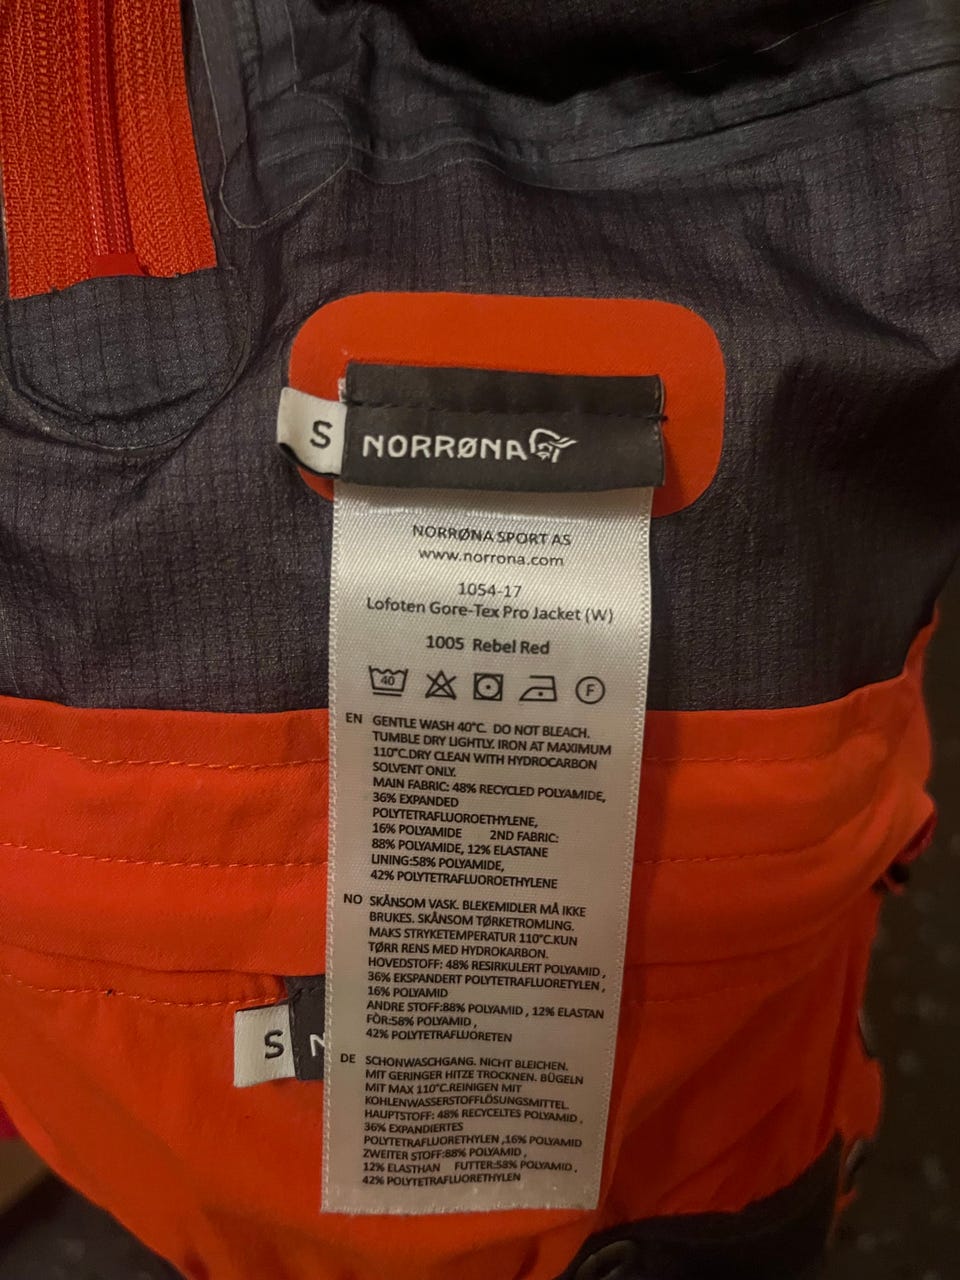 S
NORRØNA
NORRØNA SPORT AS
www.norrona.com
1054-17
Lofoten Gore-Tex Pro Jacket (W)
1005 Rebel Red
40
F
EN GENTLE WASH 40°C. DO NOT BLEACH.
TUMBLE DRY LIGHTLY. IRON AT MAXIMUM
110°C.DRY CLEAN WITH HYDROCARBON
SOLVENT ONLY.
MAIN FABRIC: 48% RECYCLED POLYAMIDE,
36% EXPANDED
POLYTETRAFLUOROETHYLENE,
16% POLYAMIDE 2ND FABRIC:
88% POLYAMIDE, 12% ELASTANE
LINING:58% POLYAMIDE,
42% POLYTETRAFLUOROETHYLENE
NO SKÅNSOM VASK. BLEKEMIDLER MÅ IKKE
BRUKES. SKÅNSOM TØRKETROMLING.
MAKS STRYKETEMPERATUR 110°C.KUN
TØRR RENS MED HYDROKARBON.
HOVEDSTOFF: 48% RESIRKULERT POLYAMID ,
36% EKSPANDERT POLYTETRAFLUORETYLEN ,
16% POLYAMID
ANDRE STOFF:88% POLYAMID , 12% ELASTAN
FÒR:58% POLYAMID ,
42% POLYTETRAFLUORETEN
DE SCHONWASCHGANG. NICHT BLEICHEN.
MIT GERINGER HITZE TROCKNEN. BÜGELN
MIT MAX 110°C.REINIGEN MIT
KOHLENWASSERSTOFFLÖSUNGSMITTEL.
HAUPTSTOFF: 48% RECYCELTES POLYAMID ,
36% EXPANDIERTES
POLYTETRAFLUORETHYLEN ,16% POLYAMID
ZWEITER STOFF:88% POLYAMID ,
12% ELASTHAN FUTTER:58% POLYAMID ,
42% POLYTETRAFLUORETHYLEN
S N